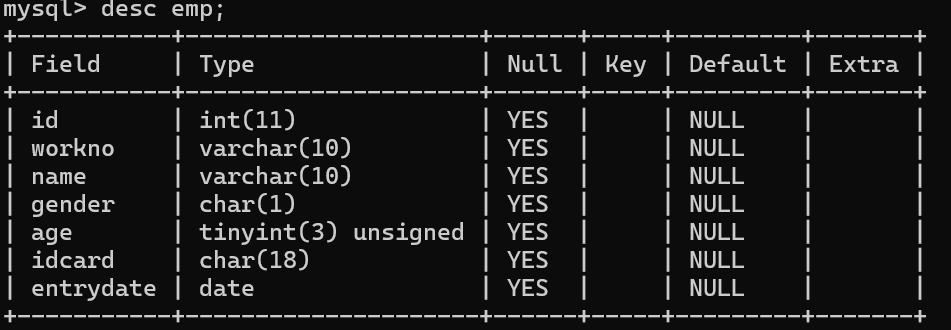 mysql> desc emp;
+-----------+---------------------+------+-----+---------+-------+
| Field     | Type                | Null | Key | Default | Extra |
+-----------+---------------------+------+-----+---------+-------+
| id        | int(11)             | YES  |     | NULL    |       |
| workno    | varchar(10)         | YES  |     | NULL    |       |
| name      | varchar(10)         | YES  |     | NULL    |       |
| gender    | char(1)             | YES  |     | NULL    |       |
| age       | tinyint(3) unsigned | YES  |     | NULL    |       |
| idcard    | char(18)            | YES  |     | NULL    |       |
| entrydate | date                | YES  |     | NULL    |       |
+-----------+---------------------+------+-----+---------+-------+